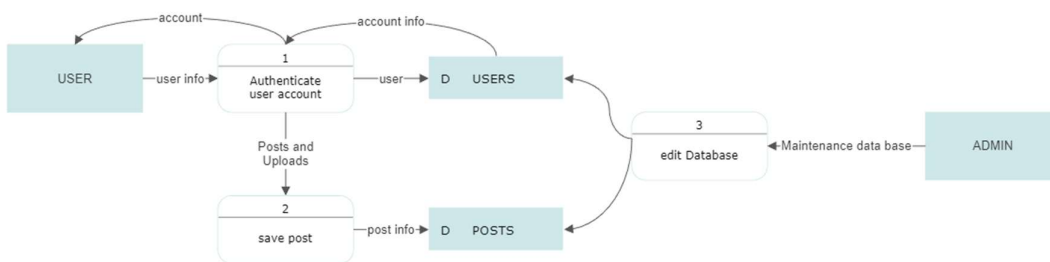 account
account info
USER
user info
1
Authenticate
user account
user
D USERS
3
edit Database
Maintenance data base
ADMIN
Posts and
Uploads
2
save post
post info
D POSTS